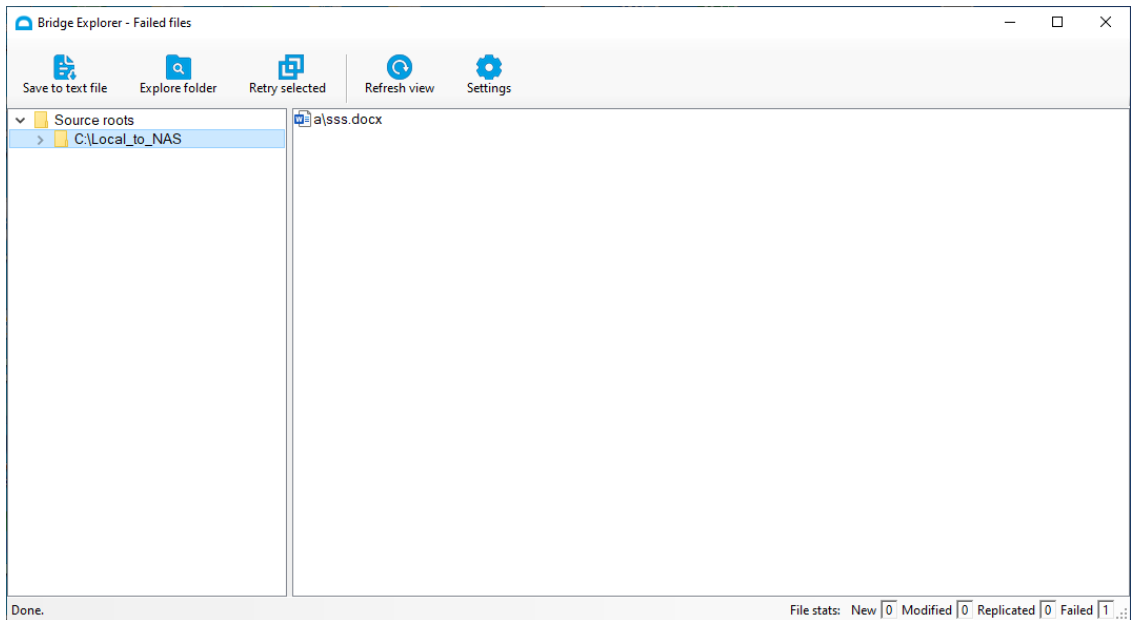 Bridge Explorer - Failed files
Save to text file Explore folder Retry selected Refresh view Settings
Source roots
C:\Local_to_NAS
a\sss.docx
Done. File stats: New 0 Modified 0 Replicated 0 Failed 1